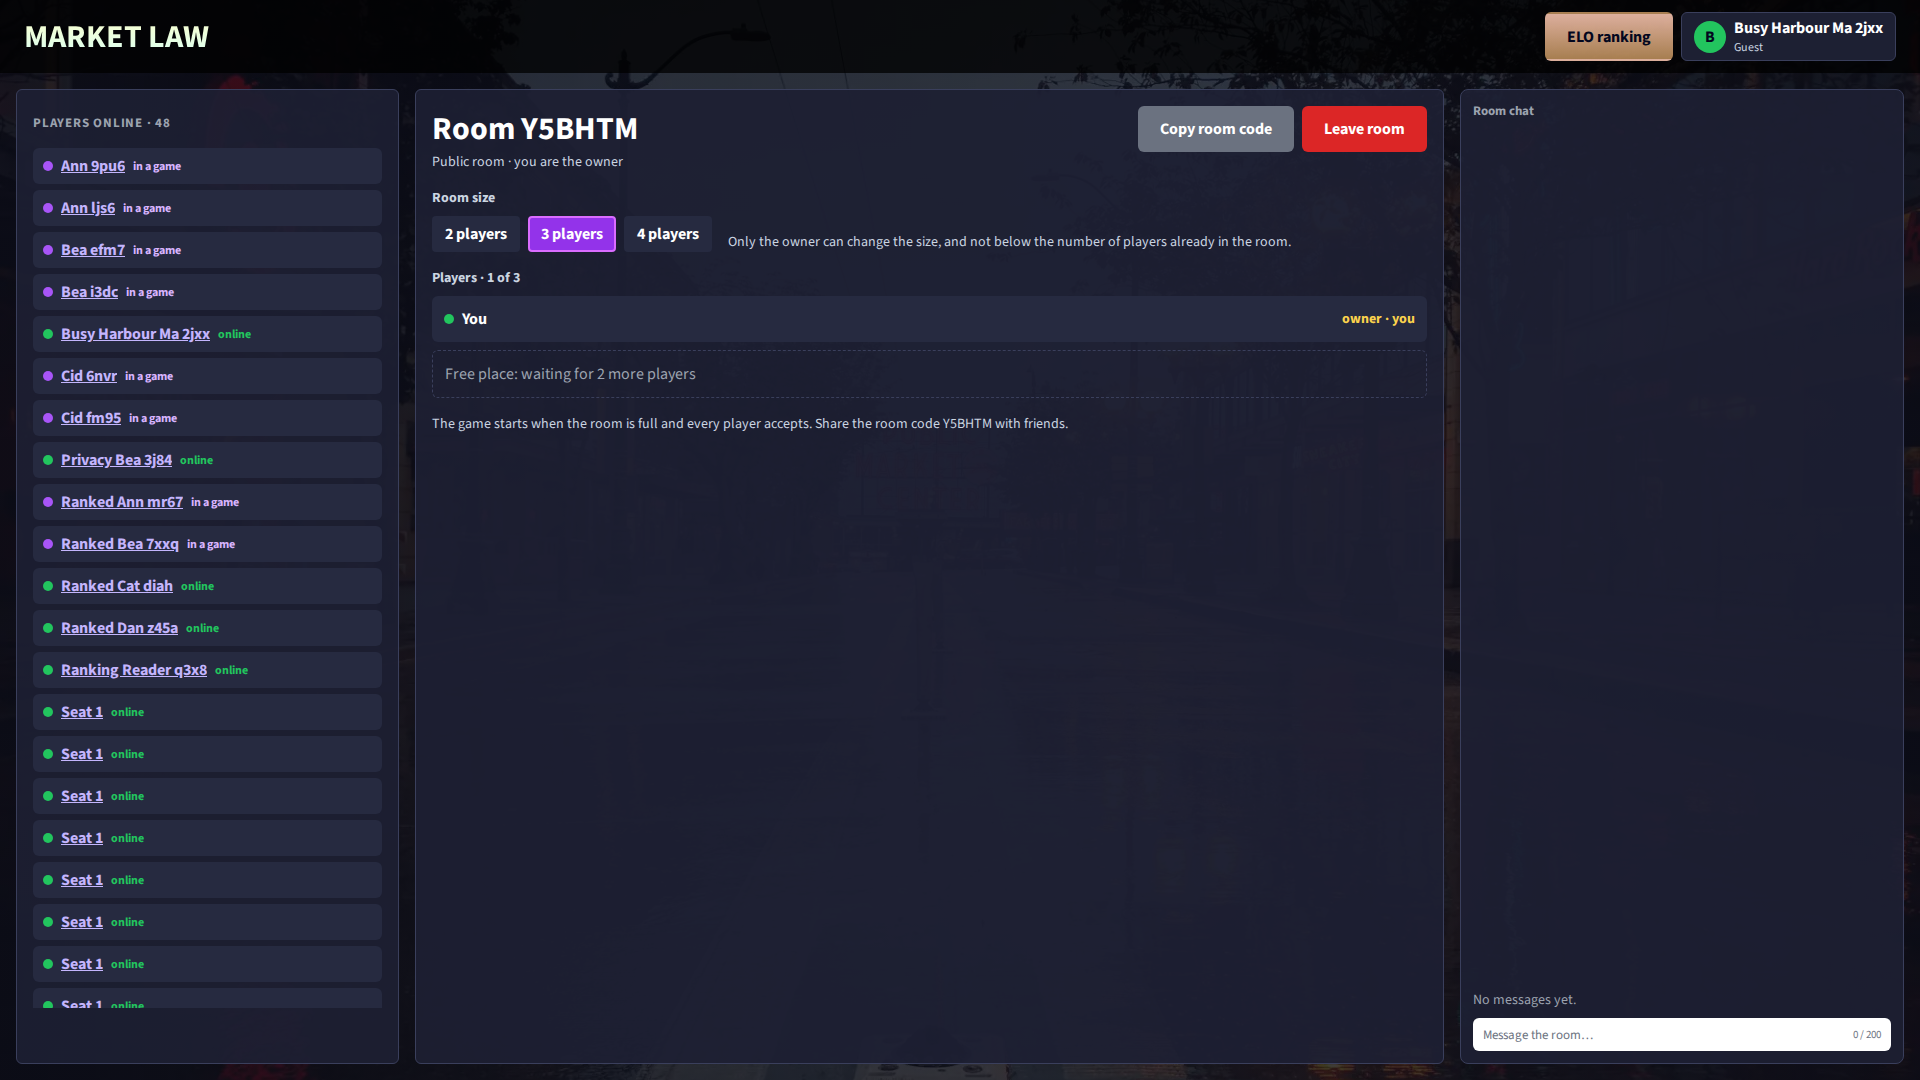 MARKET LAW
ELO ranking
B
Busy Harbour Ma 2jxx
Guest
PLAYERS ONLINE · 48
Ann 9pu6 in a game
Ann ljs6 in a game
Bea efm7 in a game
Bea i3dc in a game
Busy Harbour Ma 2jxx online
Cid 6nvr in a game
Cid fm95 in a game
Privacy Bea 3j84 online
Ranked Ann mr67 in a game
Ranked Bea 7xxq in a game
Ranked Cat diah online
Ranked Dan z45a online
Ranking Reader q3x8 online
Seat 1 online
Seat 1 online
Seat 1 online
Seat 1 online
Seat 1 online
Seat 1 online
Seat 1 online
Seat 1 online
Room Y5BHTM
Copy room code
Leave room
Public room · you are the owner
Room size
2 players
3 players
4 players
Only the owner can change the size, and not below the number of players already in the room.
Players · 1 of 3
You
owner · you
Free place: waiting for 2 more players
The game starts when the room is full and every player accepts. Share the room code Y5BHTM with friends.
Room chat
No messages yet.
Message the room…
0 / 200